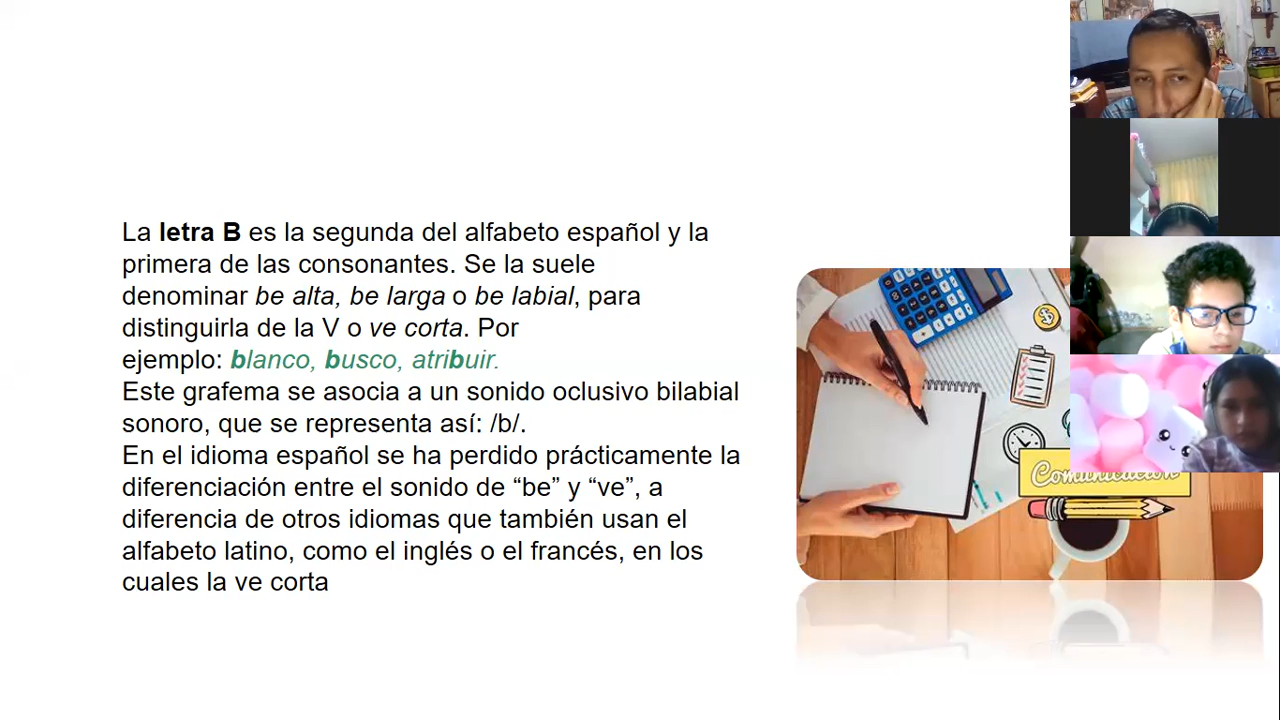 La letra B es la segunda del alfabeto español y la
primera de las consonantes. Se la suele
denominar be alta, be larga o be labial, para
distinguirla de la V o ve corta. Por
ejemplo: blanco, busco, atribuir.
Este grafema se asocia a un sonido oclusivo bilabial
sonoro, que se representa así: /b/.
En el idioma español se ha perdido prácticamente la
diferenciación entre el sonido de “be” y “ve”, a
diferencia de otros idiomas que también usan el
alfabeto latino, como el inglés o el francés, en los
cuales la ve corta
Comunicación